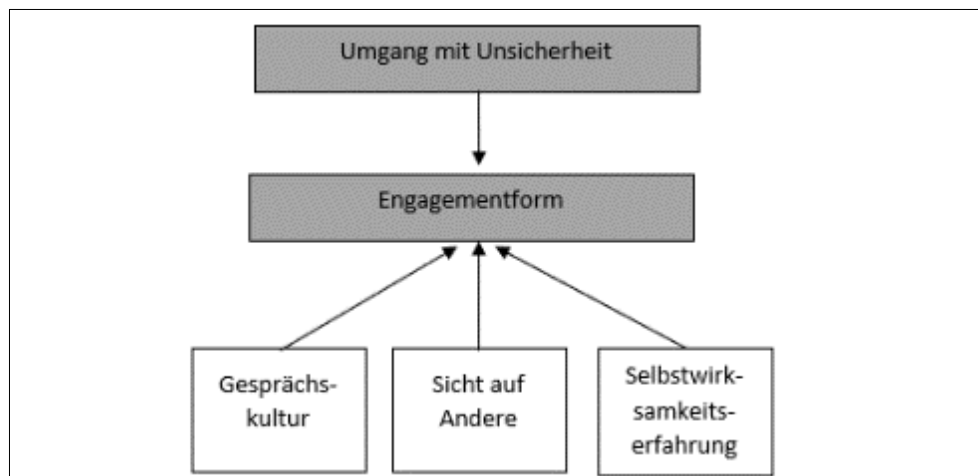 Umgang mit Unsicherheit
Engagementform
Gesprächs-
kultur
Sicht auf
Andere
Selbstwirk-
samkeits-
erfahrung